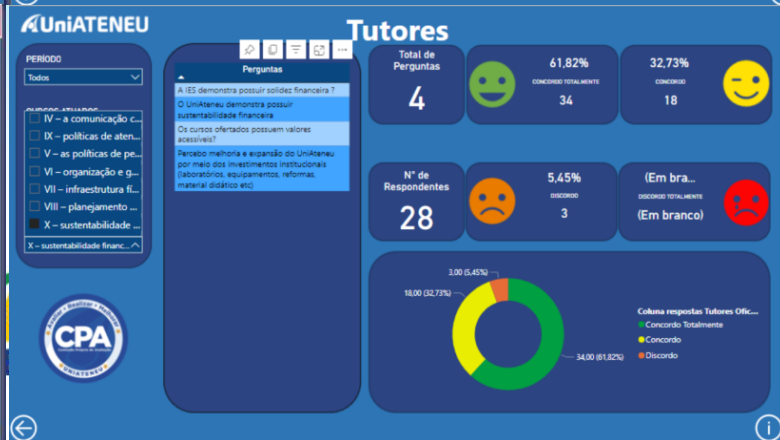 UniATENEU
Tutores
PERÍODO
Todos
CURSOS ATUADOS
IV – a comunicação c...
IX – políticas de aten...
V – as políticas de pe...
VI – organização e g...
VII – infraestrutura fí...
VIII – planejamento ...
X – sustentabilidade ...
X – sustentabilidade financ...
Avaliar • Realizar • Melhorar
CPA
UNIATENEU
Perguntas
A IES demonstra possuir solidez financeira ?
O UniAteneu demonstra possuir
sustentabilidade financeira
Os cursos ofertados possuem valores
acessíveis?
Percebo melhoria e expansão do UniAteneu
por meio dos investimentos institucionais
(laboratórios, equipamentos, reformas,
material didático etc)
Total de
Perguntas
4
61,82%
CONCORDO TOTALMENTE
34
32,73%
CONCORDO
18
N° de
Respondentes
28
5,45%
DISCORDO
3
(Em bra...
DISCORDO TOTALMENTE
(Em branco)
3,00 (5,45%)
18,00 (32,73%)
34,00 (61,82%)
Coluna respostas Tutores Ofic...
Concordo Totalmente
Concordo
Discordo